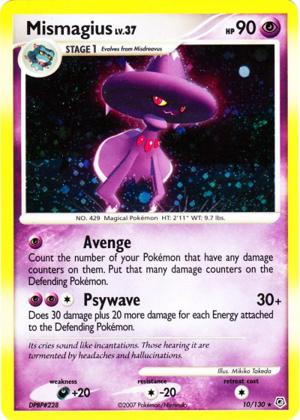 Mismagius LV.37 HP 90
STAGE 1 Evolves from Misdreavus
NO. 429 Magical Pokémon HT: 2'11" WT: 9.7 lbs.
Avenge
Count the number of your Pokémon that have any damage
counters on them. Put that many damage counters on the
Defending Pokémon.
Psywave 30+
Does 30 damage plus 20 more damage for each Energy attached
to the Defending Pokémon.
Its cries sound like incantations. Those hearing it are
tormented by headaches and hallucinations.
Illus. Mikiko Takeda
weakness resistance retreat cost
+20 -20
DPBP#228 ©2007 Pokémon/Nintendo 10/130 ★